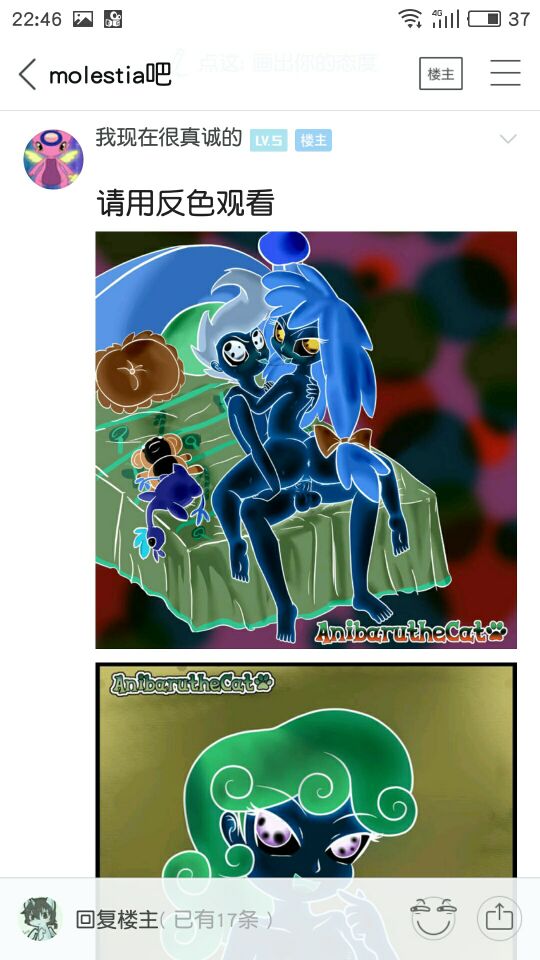 22:46
4G
37
molestia吧
点这，画出你的态度
楼主
我现在很真诚的 LV.5 楼主
请用反色观看
AnibarutheCat
AnibarutheCat
回复楼主( 已有17条 )